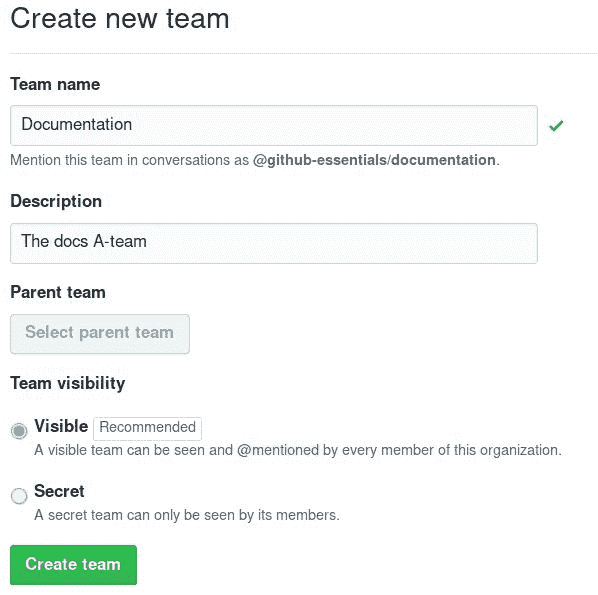 Create new team
Team name
Documentation
Mention this team in conversations as @github-essentials/documentation.
Description
The docs A-team
Parent team
Select parent team
Team visibility
Visible Recommended
A visible team can be seen and @mentioned by every member of this organization.
Secret
A secret team can only be seen by its members.
Create team